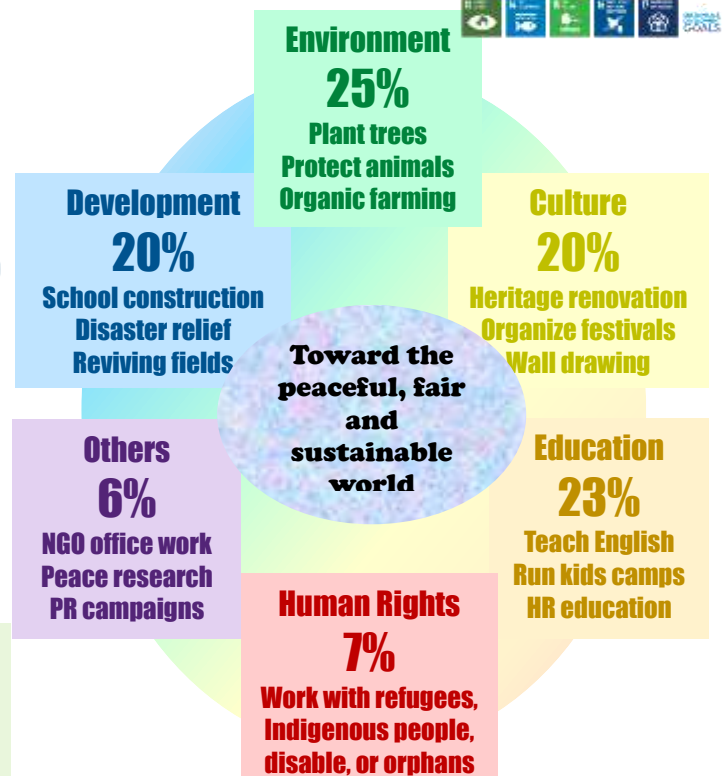 Environment
25%
Plant trees
Protect animals
Organic farming
Development
20%
School construction
Disaster relief
Reviving fields
Culture
20%
Heritage renovation
Organize festivals
Wall drawing
Toward the
peaceful, fair
and
sustainable
world
Others
6%
NGO office work
Peace research
PR campaigns
Education
23%
Teach English
Run kids camps
HR education
Human Rights
7%
Work with refugees,
Indigenous people,
disable, or orphans